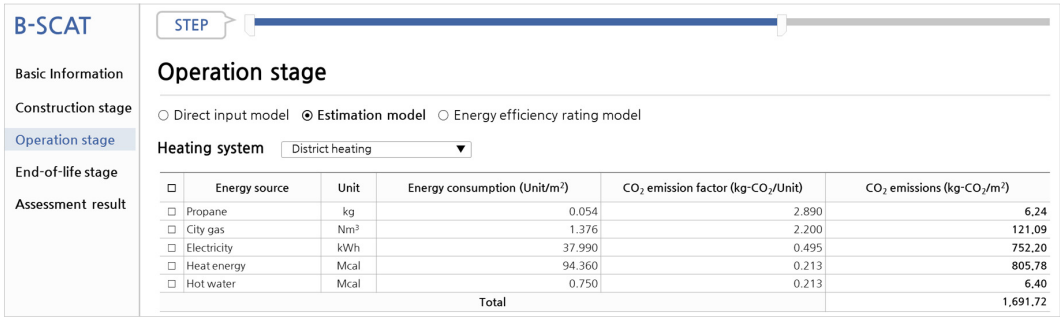 B-SCAT
STEP
Basic Information
Construction stage
Operation stage
End-of-life stage
Assessment result
Operation stage
Direct input model Estimation model Energy efficiency rating model
Heating system District heating
Energy source Unit Energy consumption (Unit/m²) CO₂ emission factor (kg-CO₂/Unit) CO₂ emissions (kg-CO₂/m²)
Propane kg 0.054 2.890 6.24
City gas Nm³ 1.376 2.200 121.09
Electricity kWh 37.990 0.495 752.20
Heat energy Mcal 94.360 0.213 805.78
Hot water Mcal 0.750 0.213 6.40
Total 1,691.72